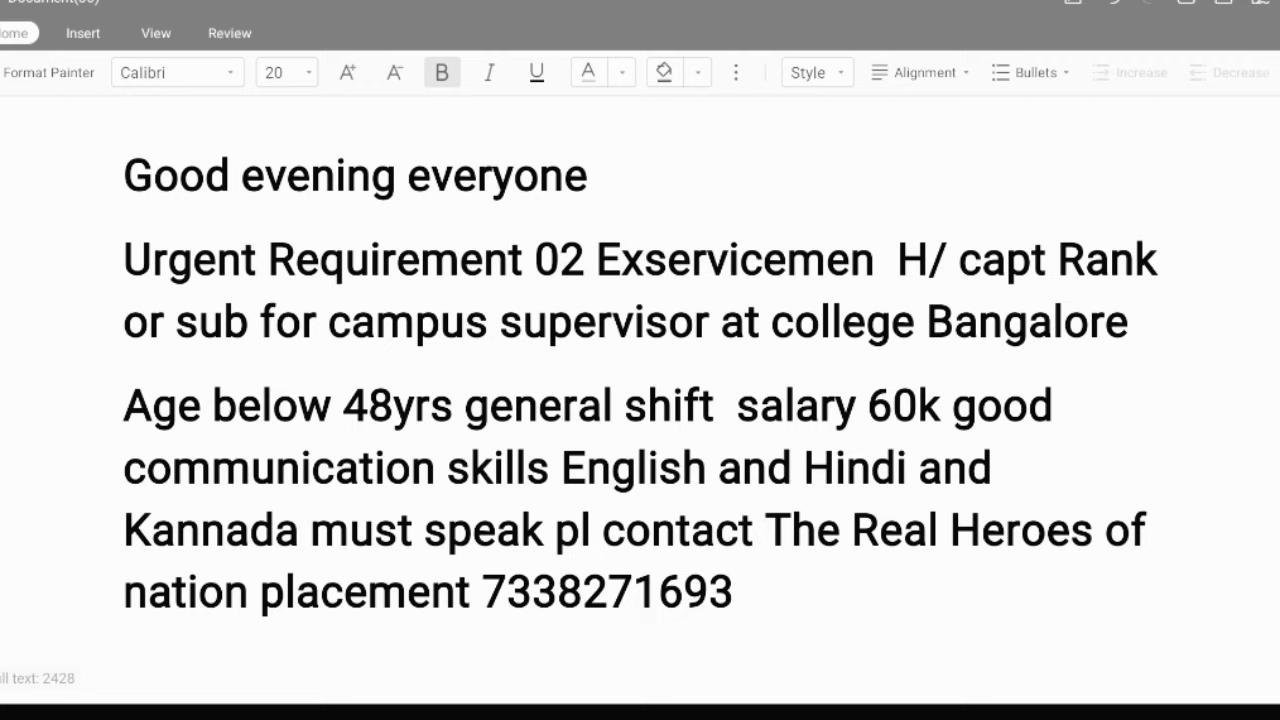 Home
Insert
View
Review
Format Painter
Calibri
20
A+
A-
B
I
U
A
Style
Alignment
Bullets
Increase
Decrease
Good evening everyone
Urgent Requirement 02 Exservicemen H/ capt Rank
or sub for campus supervisor at college Bangalore
Age below 48yrs general shift salary 60k good
communication skills English and Hindi and
Kannada must speak pl contact The Real Heroes of
nation placement 7338271693
ll text: 2428